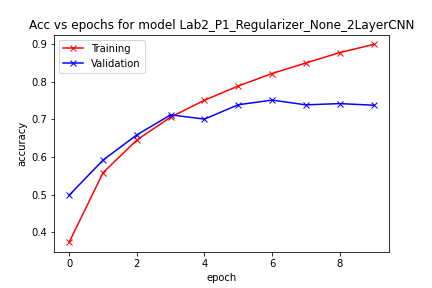 Acc vs epochs for model Lab2_P1_Regularizer_None_2LayerCNN
Training
Validation
accuracy
0.9
0.8
0.7
0.6
0.5
0.4
0 2 4 6 8
epoch